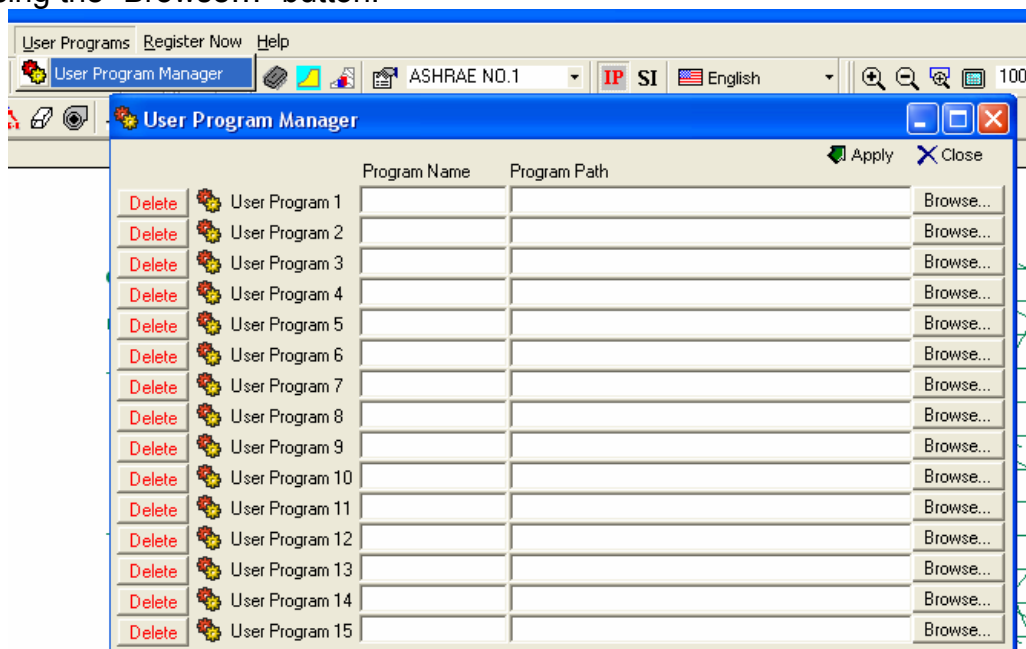 the "Browsem" button.
User Programs Register Now Help
User Program Manager ASHRAE NO.1 IP SI English 100
User Program Manager
Apply Close
Program Name Program Path
Delete User Program 1 Browse...
Delete User Program 2 Browse...
Delete User Program 3 Browse...
Delete User Program 4 Browse...
Delete User Program 5 Browse...
Delete User Program 6 Browse...
Delete User Program 7 Browse...
Delete User Program 8 Browse...
Delete User Program 9 Browse...
Delete User Program 10 Browse...
Delete User Program 11 Browse...
Delete User Program 12 Browse...
Delete User Program 13 Browse...
Delete User Program 14 Browse...
Delete User Program 15 Browse...